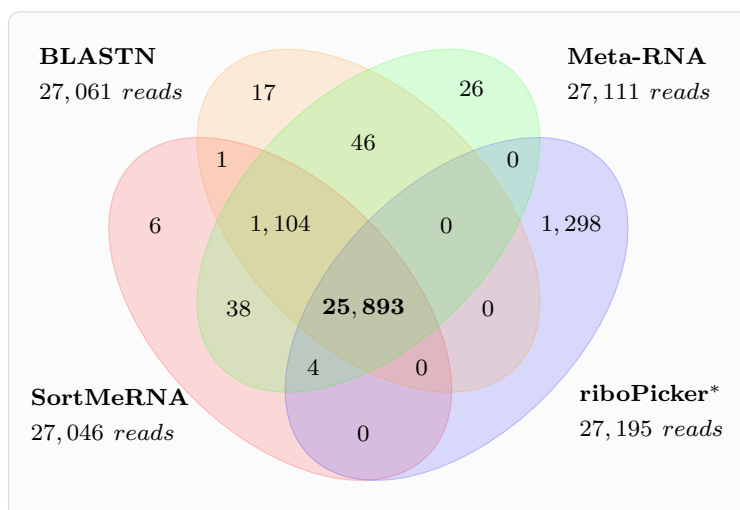 BLASTN
27,061 reads
Meta-RNA
27,111 reads
17
26
46
1
0
6
1,104
0
1,298
38
25,893
0
4
0
SortMeRNA
27,046 reads
riboPicker*
27,195 reads
0